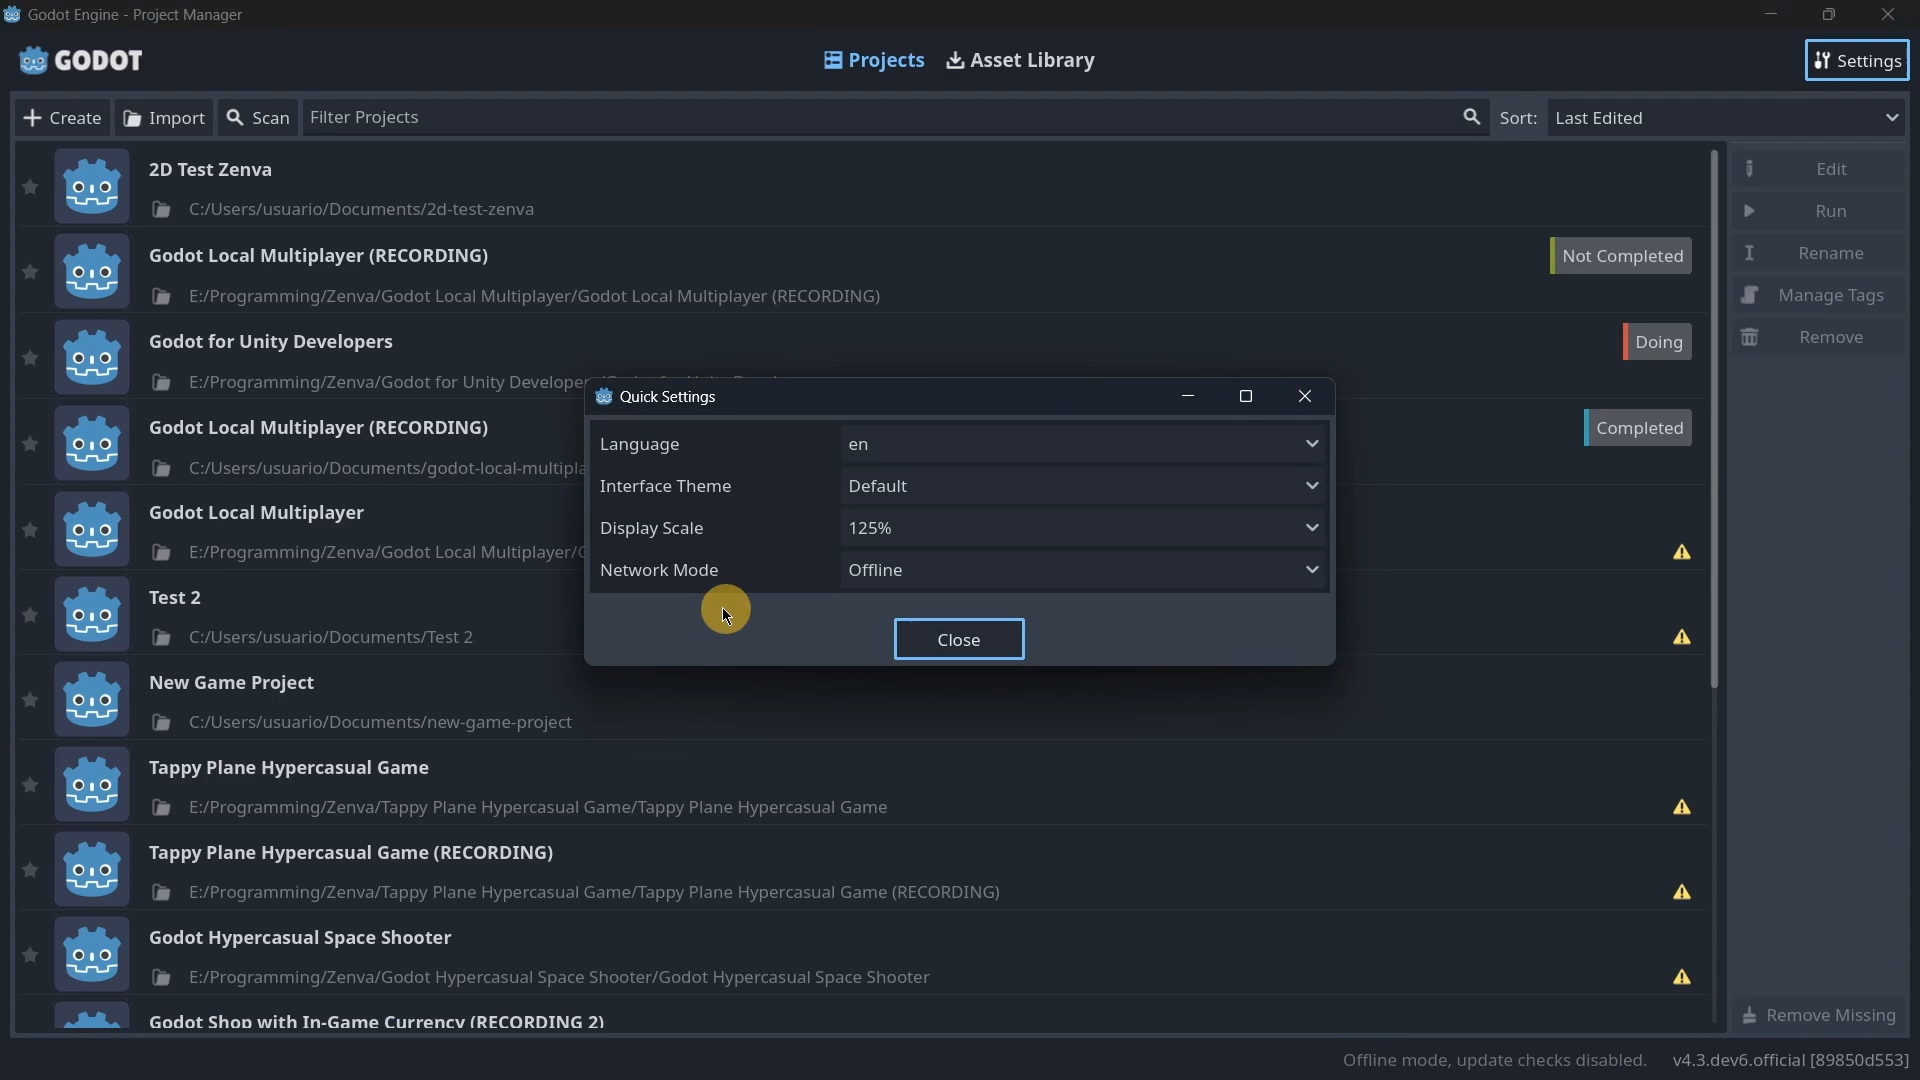 Godot Engine - Project Manager
GODOT
Projects
Asset Library
Settings
Create
Import
Scan
Filter Projects
Sort:
Last Edited
2D Test Zenva
C:/Users/usuario/Documents/2d-test-zenva
Godot Local Multiplayer (RECORDING)
Not Completed
E:/Programming/Zenva/Godot Local Multiplayer/Godot Local Multiplayer (RECORDING)
Godot for Unity Developers
Doing
E:/Programming/Zenva/Godot for Unity Develope
Godot Local Multiplayer (RECORDING)
Completed
C:/Users/usuario/Documents/godot-local-multipla
Godot Local Multiplayer
E:/Programming/Zenva/Godot Local Multiplayer/
Test 2
C:/Users/usuario/Documents/Test 2
New Game Project
C:/Users/usuario/Documents/new-game-project
Tappy Plane Hypercasual Game
E:/Programming/Zenva/Tappy Plane Hypercasual Game/Tappy Plane Hypercasual Game
Tappy Plane Hypercasual Game (RECORDING)
E:/Programming/Zenva/Tappy Plane Hypercasual Game/Tappy Plane Hypercasual Game (RECORDING)
Godot Hypercasual Space Shooter
E:/Programming/Zenva/Godot Hypercasual Space Shooter/Godot Hypercasual Space Shooter
Godot Shop with In-Game Currency (RECORDING 2)
Edit
Run
Rename
Manage Tags
Remove
Remove Missing
Quick Settings
Language
en
Interface Theme
Default
Display Scale
125%
Network Mode
Offline
Close
Offline mode, update checks disabled.
v4.3.dev6.official [89850d553]